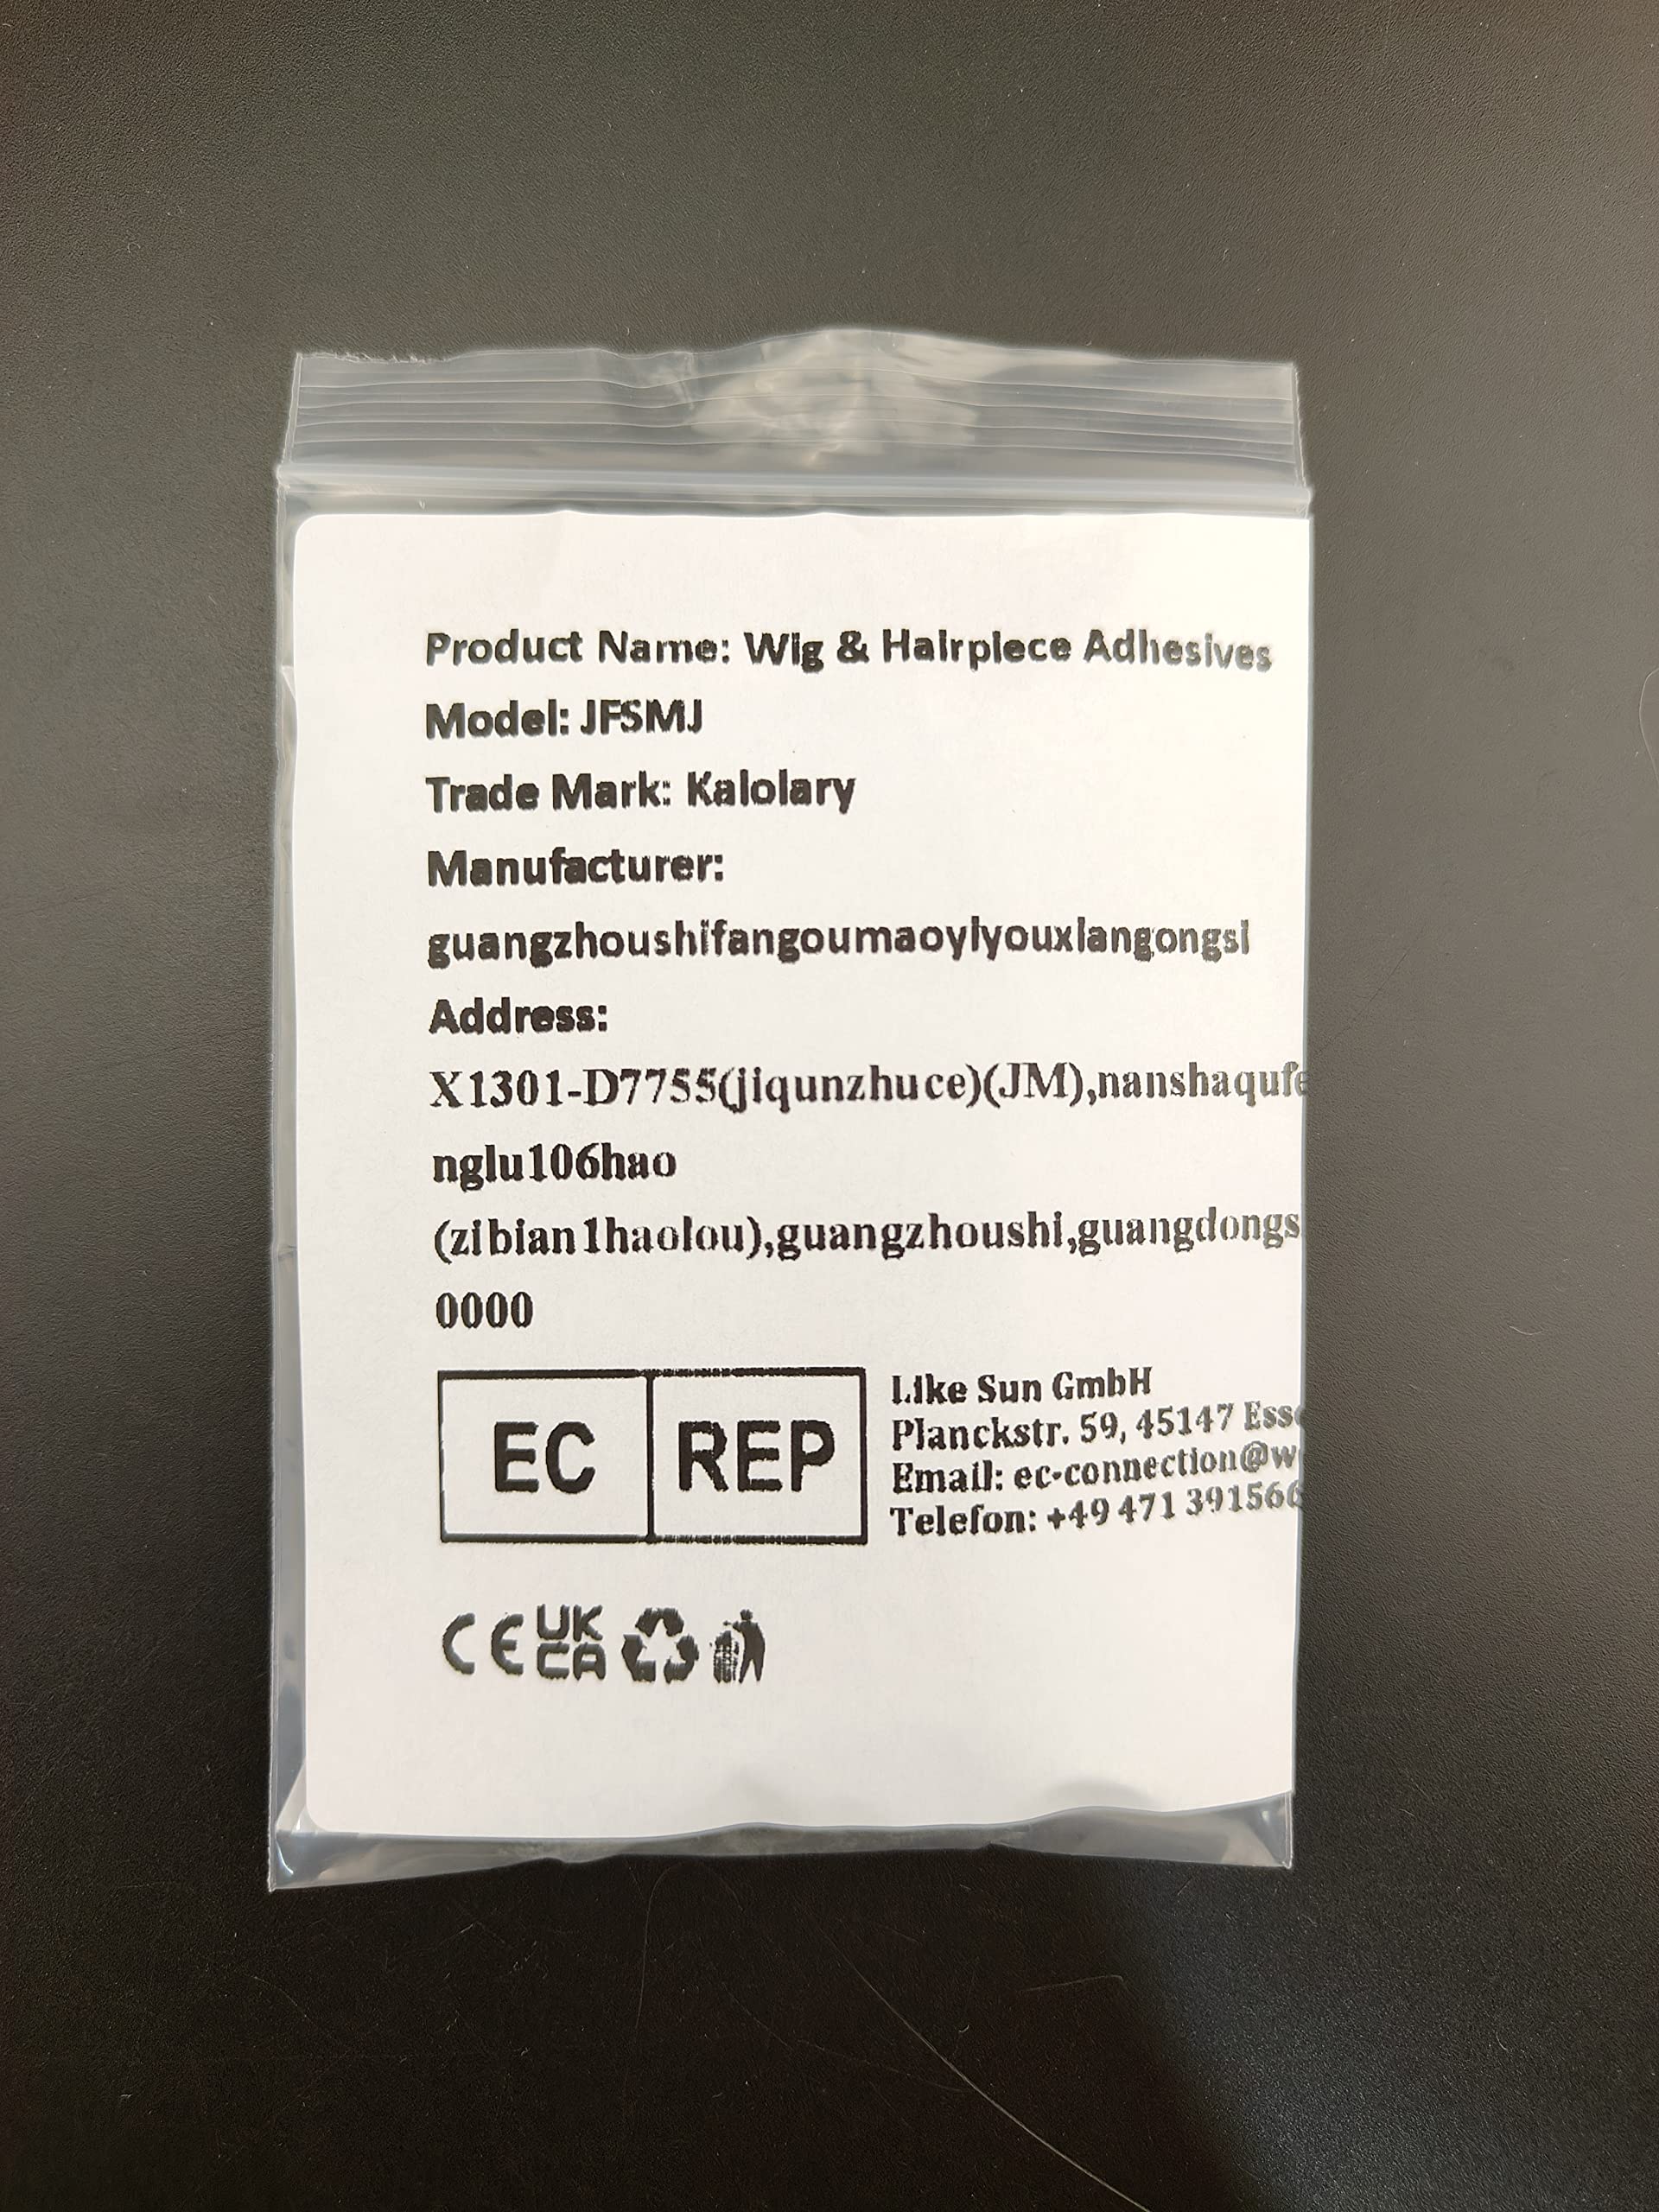 Product Name: Wig & Hairpiece Adhesives
Model: JFSMJ
Trade Mark: Kalolary
Manufacturer:
guangzhoushifangoumaoyiyouxiangongsi
Address:
X1301-D7755(jiqunzhuce)(JM),nanshaqufe
nglu106hao
(zibian1haolou),guangzhoushi,guangdongs
0000
EC REP
Like Sun GmbH
Planckstr. 59, 45147
Email: ec-connection@w
Telefon: +49 471 391566
CE UK
CA